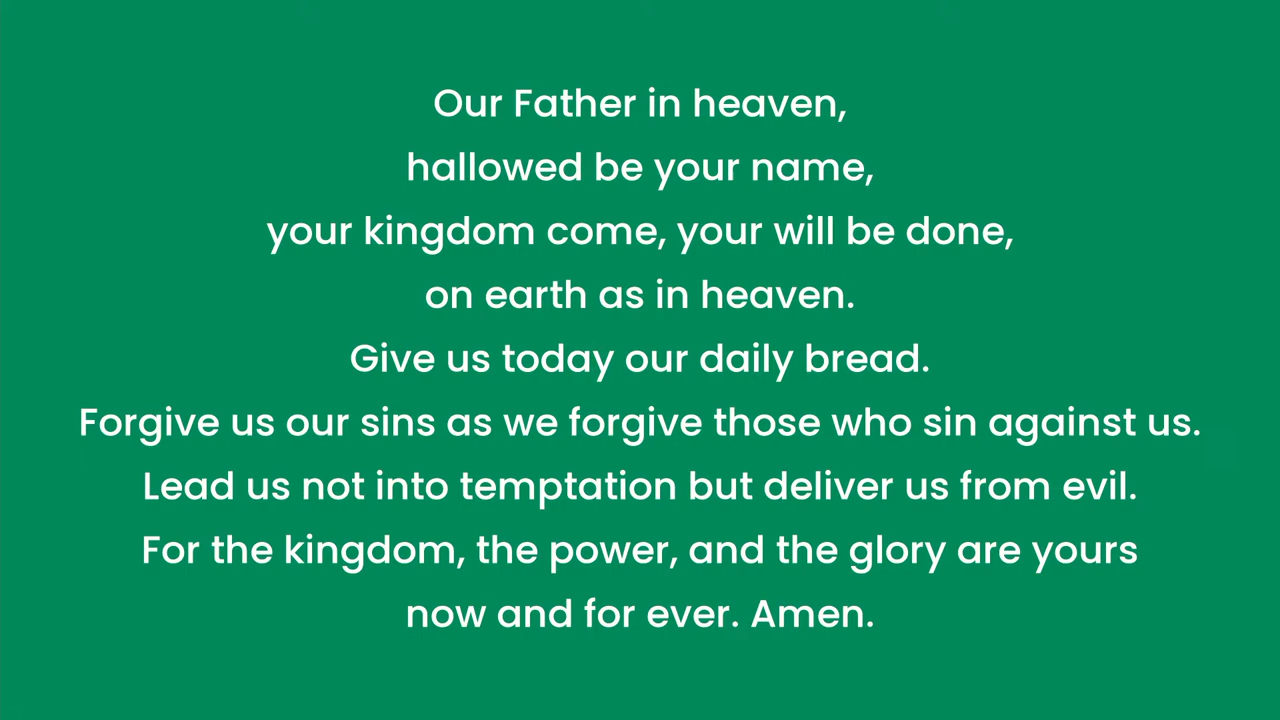 Our Father in heaven,
hallowed be your name,
your kingdom come, your will be done,
on earth as in heaven.
Give us today our daily bread.
Forgive us our sins as we forgive those who sin against us.
Lead us not into temptation but deliver us from evil.
For the kingdom, the power, and the glory are yours
now and for ever. Amen.